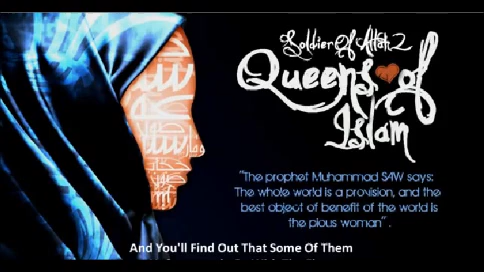 Soldier Of Allah 2
Queens of
Islam
"The prophet Muhammad SAW says:
The whole world is a provision, and the
best object of benefit of the world is
the pious woman" .
And You'll Find Out That Some Of Them